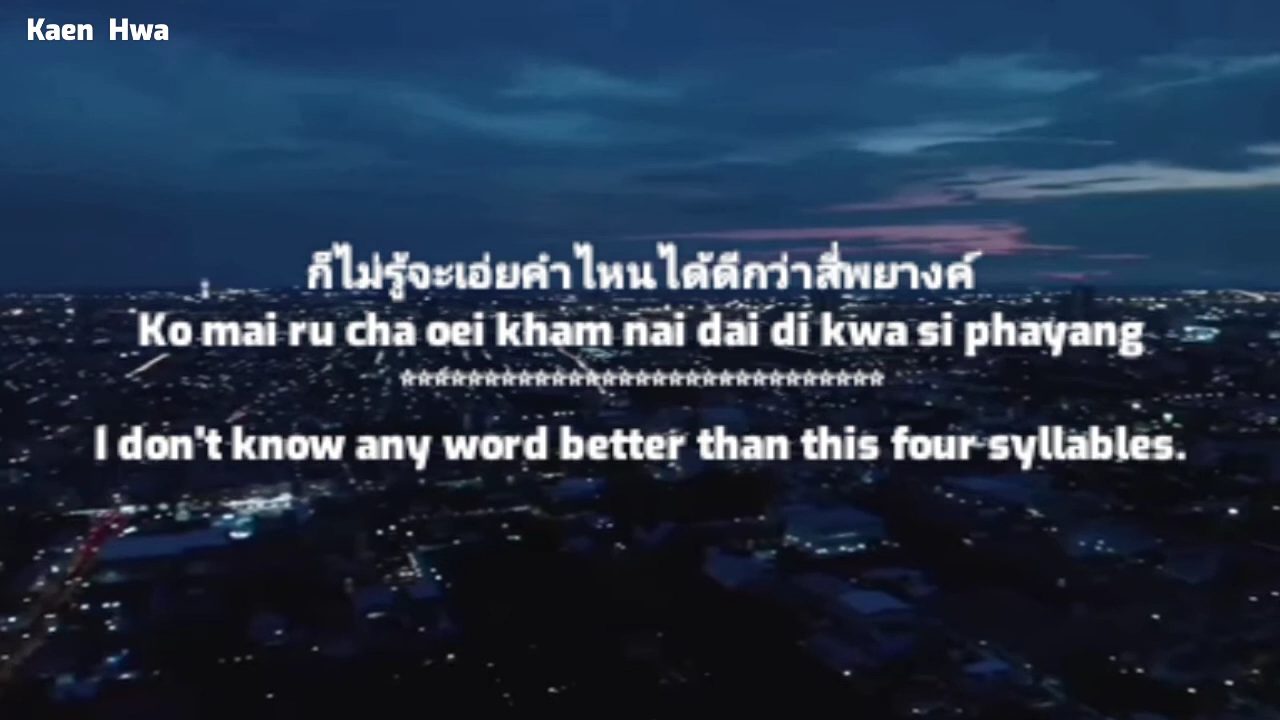 Kaen Hwa
ก็ไม่รู้จะเอ่ยคำไหนได้ดีกว่าสี่พยางค์
Ko mai ru cha oei kham nai dai di kwa si phayang
*****************************
I don't know any word better than this four syllables.